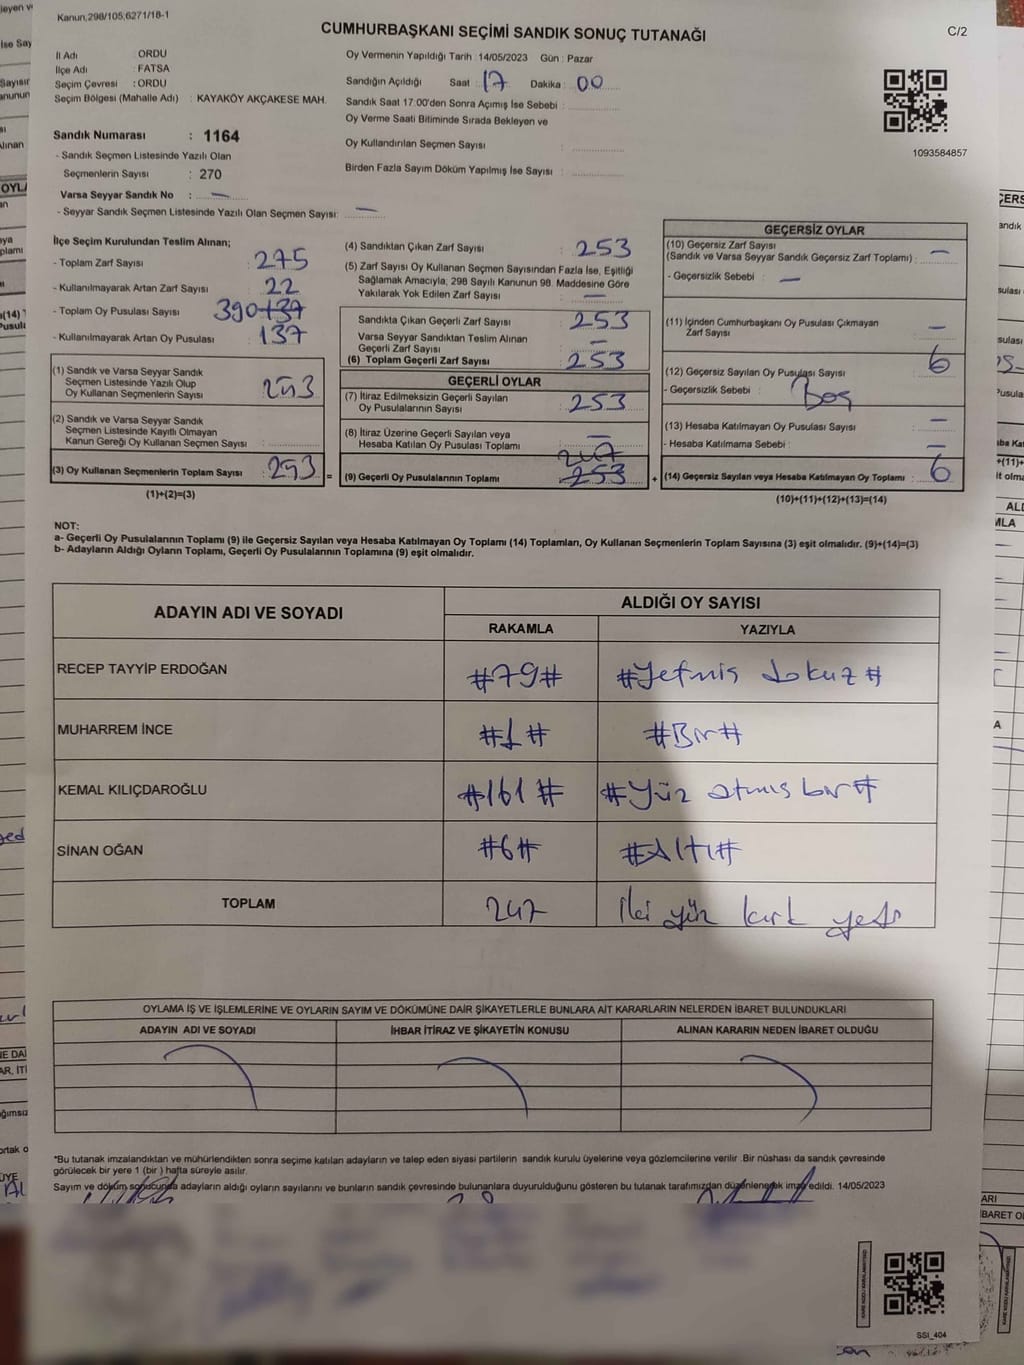 Kanun,298/105;6271/18-1
CUMHURBAŞKANI SEÇİMİ SANDIK SONUÇ TUTANAĞI
C/2
İl Adı : ORDU
İlçe Adı : FATSA
Seçim Çevresi : ORDU
Seçim Bölgesi (Mahalle Adı) : KAYAKÖY AKÇAKESE MAH.
Oy Vermenin Yapıldığı Tarih : 14/05/2023 Gün : Pazar
Sandığın Açıldığı Saat : 17 Dakika : 00
Sandık Saat 17:00'den Sonra Açımış İse Sebebi :
Oy Verme Saati Bitiminde Sırada Bekleyen ve
Oy Kullandırılan Seçmen Sayısı :
Birden Fazla Sayım Döküm Yapılmış İse Sayısı :
1093584857
Sandık Numarası : 1164
- Sandık Seçmen Listesinde Yazılı Olan
Seçmenlerin Sayısı : 270
Varsa Seyyar Sandık No : —
- Seyyar Sandık Seçmen Listesinde Yazılı Olan Seçmen Sayısı: —
İlçe Seçim Kurulundan Teslim Alınan;
- Toplam Zarf Sayısı : 275
- Kullanılmayarak Artan Zarf Sayısı : 22
- Toplam Oy Pusulası Sayısı : 390 137
- Kullanılmayarak Artan Oy Pusulası : 137
(1) Sandık ve Varsa Seyyar Sandık
Seçmen Listesinde Yazılı Olup
Oy Kullanan Seçmenlerin Sayısı : 253
(2) Sandık ve Varsa Seyyar Sandık
Seçmen Listesinde Kayıtlı Olmayan
Kanun Gereği Oy Kullanan Seçmen Sayısı :
(3) Oy Kullanan Seçmenlerin Toplam Sayısı : 253 =
(1)+(2)=(3)
(4) Sandıktan Çıkan Zarf Sayısı : 253
(5) Zarf Sayısı Oy Kullanan Seçmen Sayısından Fazla İse, Eşitliği
Sağlamak Amacıyla, 298 Sayılı Kanunun 98. Maddesine Göre
Yakılarak Yok Edilen Zarf Sayısı : —
Sandıkta Çıkan Geçerli Zarf Sayısı : 253
Varsa Seyyar Sandıktan Teslim Alınan
Geçerli Zarf Sayısı : —
(6) Toplam Geçerli Zarf Sayısı : 253
GEÇERLİ OYLAR
(7) İtiraz Edilmeksizin Geçerli Sayılan
Oy Pusulalarının Sayısı : 253
(8) İtiraz Üzerine Geçerli Sayılan veya
Hesaba Katılan Oy Pusulası Toplamı : —
247
(9) Geçerli Oy Pusulalarının Toplamı : 253 +
GEÇERSİZ OYLAR
(10) Geçersiz Zarf Sayısı
(Sandık ve Varsa Seyyar Sandık Geçersiz Zarf Toplamı) : —
- Geçersizlik Sebebi : —
(11) İçinden Cumhurbaşkanı Oy Pusulası Çıkmayan
Zarf Sayısı : —
(12) Geçersiz Sayılan Oy Pusulası Sayısı : 6
- Geçersizlik Sebebi : Boş
(13) Hesaba Katılmayan Oy Pusulası Sayısı : —
- Hesaba Katılmama Sebebi : —
(14) Geçersiz Sayılan veya Hesaba Katılmayan Oy Toplamı : 6
(10)+(11)+(12)+(13)=(14)
NOT:
a- Geçerli Oy Pusulalarının Toplamı (9) ile Geçersiz Sayılan veya Hesaba Katılmayan Oy Toplamı (14) Toplamları, Oy Kullanan Seçmenlerin Toplam Sayısına (3) eşit olmalıdır. (9)+(14)=(3)
b- Adayların Aldığı Oyların Toplamı, Geçerli Oy Pusulalarının Toplamına (9) eşit olmalıdır.
ADAYIN ADI VE SOYADI
ALDIĞI OY SAYISI
RAKAMLA YAZIYLA
RECEP TAYYİP ERDOĞAN #79# #Yetmiş dokuz#
MUHARREM İNCE #1# #Bir#
KEMAL KILIÇDAROĞLU #161# #Yüz atmış bir#
SİNAN OĞAN #6# #Altı#
TOPLAM 247 iki yüz kırk yedi
OYLAMA İŞ VE İŞLEMLERİNE VE OYLARIN SAYIM VE DÖKÜMÜNE DAİR ŞİKAYETLERLE BUNLARA AİT KARARLARIN NELERDEN İBARET BULUNDUKLARI
ADAYIN ADI VE SOYADI İHBAR İTİRAZ VE ŞİKAYETİN KONUSU ALINAN KARARIN NEDEN İBARET OLDUĞU
*Bu tutanak imzalandıktan ve mühürlendikten sonra seçime katılan adayların ve talep eden siyasi partilerin sandık kurulu üyelerine veya gözlemcilerine verilir. Bir nüshası da sandık çevresinde
görülecek bir yere 1 (bir ) hafta süreyle asılır.
Sayım ve döküm sonucunda adayların aldığı oyların sayılarını ve bunların sandık çevresinde bulunanlara duyurulduğunu gösteren bu tutanak tarafımızdan düzenlenerek imza edildi. 14/05/2023
SSI_404